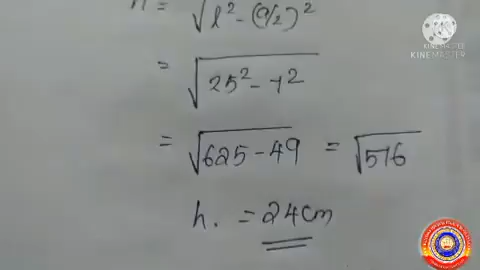 h = √l² - (a/2)²
= √25² - 7²
= √625 - 49 = √576
h. = 24cm
KINEMASTER